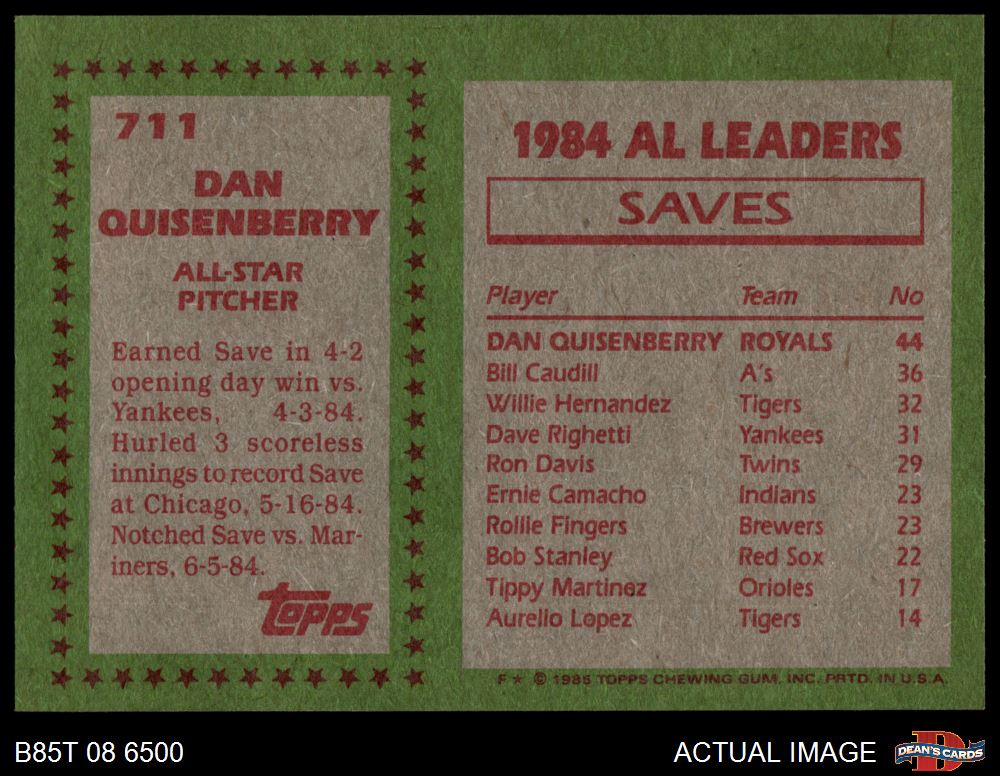 711
DAN
QUISENBERRY
ALL-STAR
PITCHER
Earned Save in 4-2
opening day win vs.
Yankees, 4-3-84.
Hurled 3 scoreless
innings to record Save
at Chicago, 5-16-84.
Notched Save vs. Mar-
iners, 6-5-84.
topps
1984 AL LEADERS
SAVES
Player Team No
DAN QUISENBERRY ROYALS 44
Bill Caudill A's 36
Willie Hernandez Tigers 32
Dave Righetti Yankees 31
Ron Davis Twins 29
Ernie Camacho Indians 23
Rollie Fingers Brewers 23
Bob Stanley Red Sox 22
Tippy Martinez Orioles 17
Aurelio Lopez Tigers 14
F★ © 1985 TOPPS CHEWING GUM, INC. PRTD. IN U.S.A.
B85T 08 6500
ACTUAL IMAGE
DEAN'S CARDS